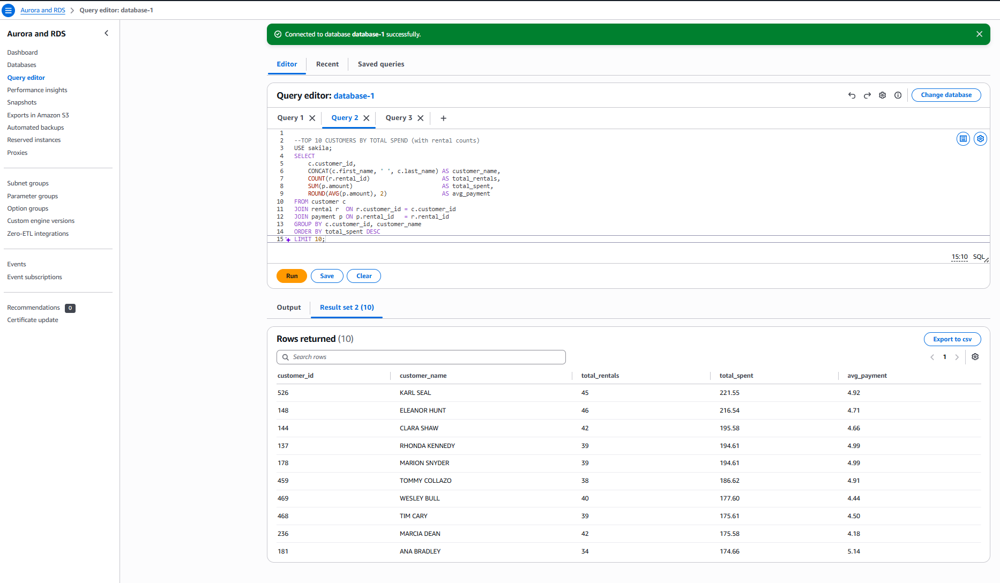 Aurora and RDS > Query editor: database-1
Aurora and RDS
Dashboard
Databases
Query editor
Performance insights
Snapshots
Exports in Amazon S3
Automated backups
Reserved instances
Proxies
Subnet groups
Parameter groups
Option groups
Custom engine versions
Zero-ETL integrations
Events
Event subscriptions
Recommendations 0
Certificate update
Connected to database database-1 successfully.
Editor Recent Saved queries
Query editor: database-1 Change database
Query 1 Query 2 Query 3 +
1
2 --TOP 10 CUSTOMERS BY TOTAL SPEND (with rental counts)
3 USE sakila;
4 SELECT
5     c.customer_id,
6     CONCAT(c.first_name, ' ', c.last_name) AS customer_name,
7     COUNT(r.rental_id)                     AS total_rentals,
8     SUM(p.amount)                          AS total_spent,
9     ROUND(AVG(p.amount), 2)                AS avg_payment
10 FROM customer c
11 JOIN rental r  ON r.customer_id = c.customer_id
12 JOIN payment p ON p.rental_id   = r.rental_id
13 GROUP BY c.customer_id, customer_name
14 ORDER BY total_spent DESC
15 LIMIT 10;
15:10 SQL
Run Save Clear
Output Result set 2 (10)
Rows returned (10) Export to csv
Search rows 1
customer_id customer_name total_rentals total_spent avg_payment
526 KARL SEAL 45 221.55 4.92
148 ELEANOR HUNT 46 216.54 4.71
144 CLARA SHAW 42 195.58 4.66
137 RHONDA KENNEDY 39 194.61 4.99
178 MARION SNYDER 39 194.61 4.99
459 TOMMY COLLAZO 38 186.62 4.91
469 WESLEY BULL 40 177.60 4.44
468 TIM CARY 39 175.61 4.50
236 MARCIA DEAN 42 175.58 4.18
181 ANA BRADLEY 34 174.66 5.14